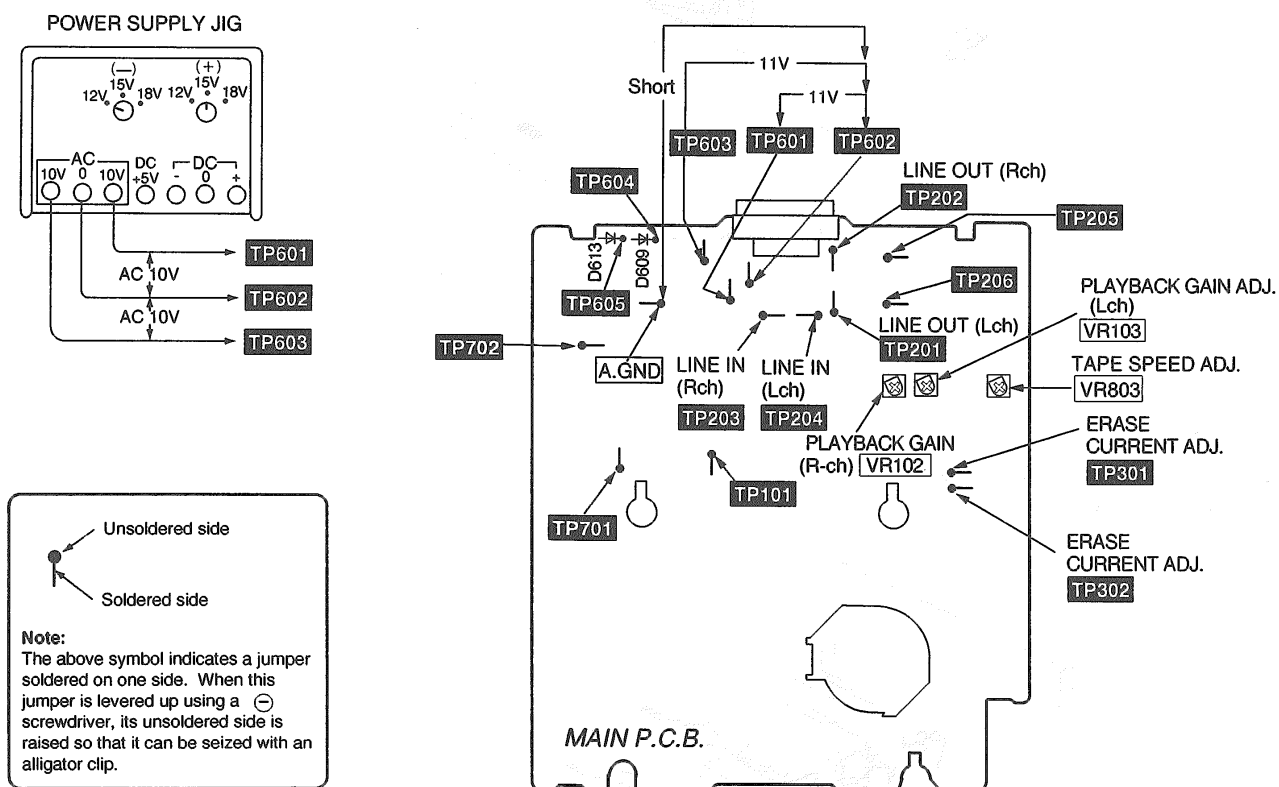 POWER SUPPLY JIG
(—)
(+)
12V 15V 18V
12V 15V 18V
AC
10V 0 10V
DC
+5V
DC
- 0 +
TP601
AC 10V
TP602
AC 10V
TP603
Unsoldered side
Soldered side
Note:
The above symbol indicates a jumper
soldered on one side. When this
jumper is levered up using a ⊖
screwdriver, its unsoldered side is
raised so that it can be seized with an
alligator clip.
Short
11V
11V
TP603
TP601
TP602
TP604
LINE OUT (Rch)
TP202
TP205
D613
D609
TP605
TP206
PLAYBACK GAIN ADJ.
(Lch)
VR103
LINE OUT (Lch)
TP201
TP702
A.GND
LINE IN
(Rch)
TP203
LINE IN
(Lch)
TP204
TAPE SPEED ADJ.
VR803
PLAYBACK GAIN
(R-ch) VR102
ERASE
CURRENT ADJ.
TP301
TP101
TP701
ERASE
CURRENT ADJ.
TP302
MAIN P.C.B.